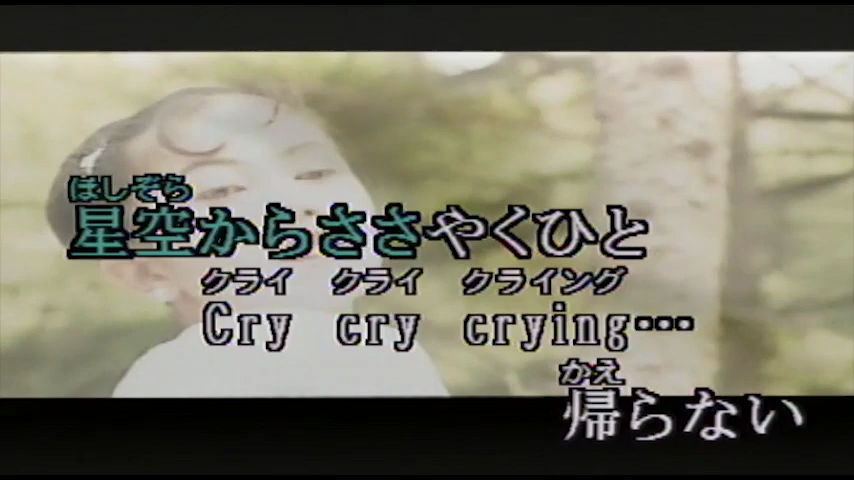 ほしぞら
星空からささやくひと
クライ クライ クライング
Cry cry crying…
かえ
帰らない